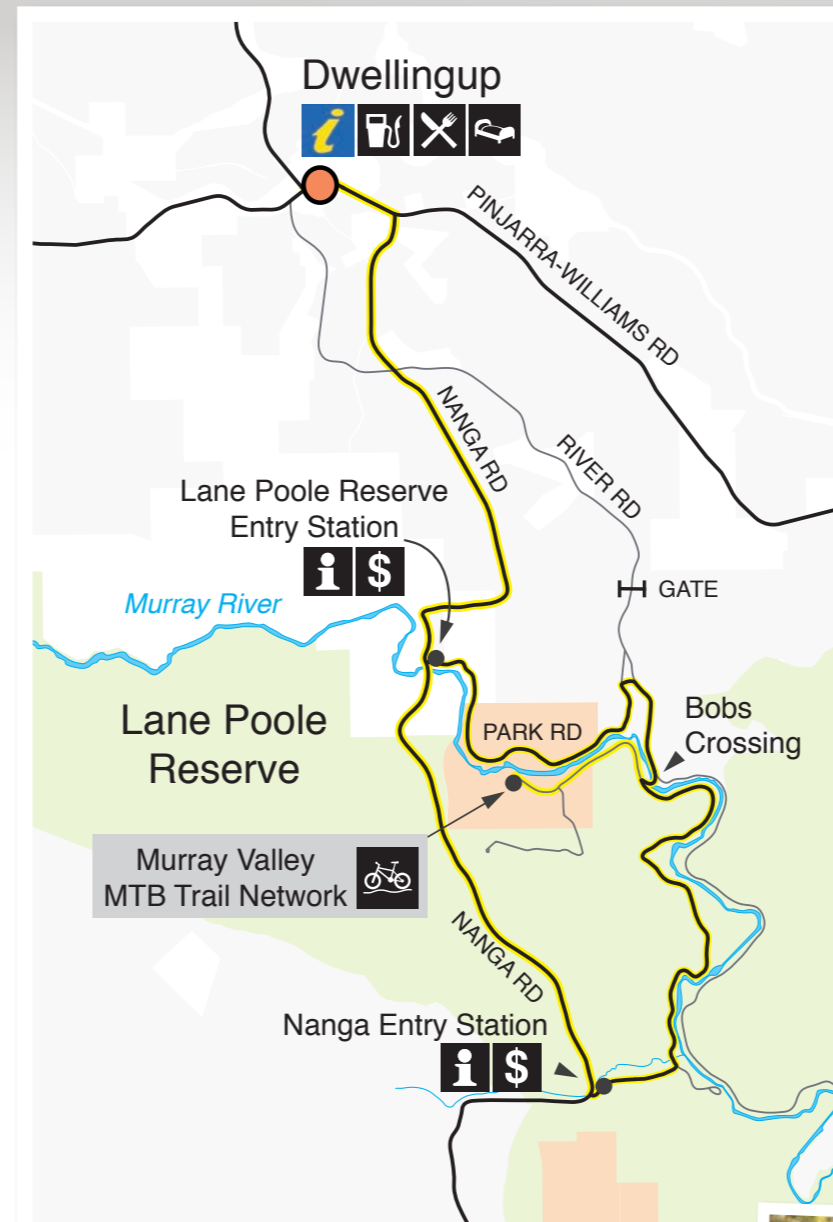 Dwellingup
i
PINJARRA-WILLIAMS RD
NANGA RD
RIVER RD
Lane Poole Reserve
Entry Station
i $
GATE
Murray River
Lane Poole
Reserve
PARK RD
Bobs
Crossing
Murray Valley
MTB Trail Network
NANGA RD
Nanga Entry Station
i $